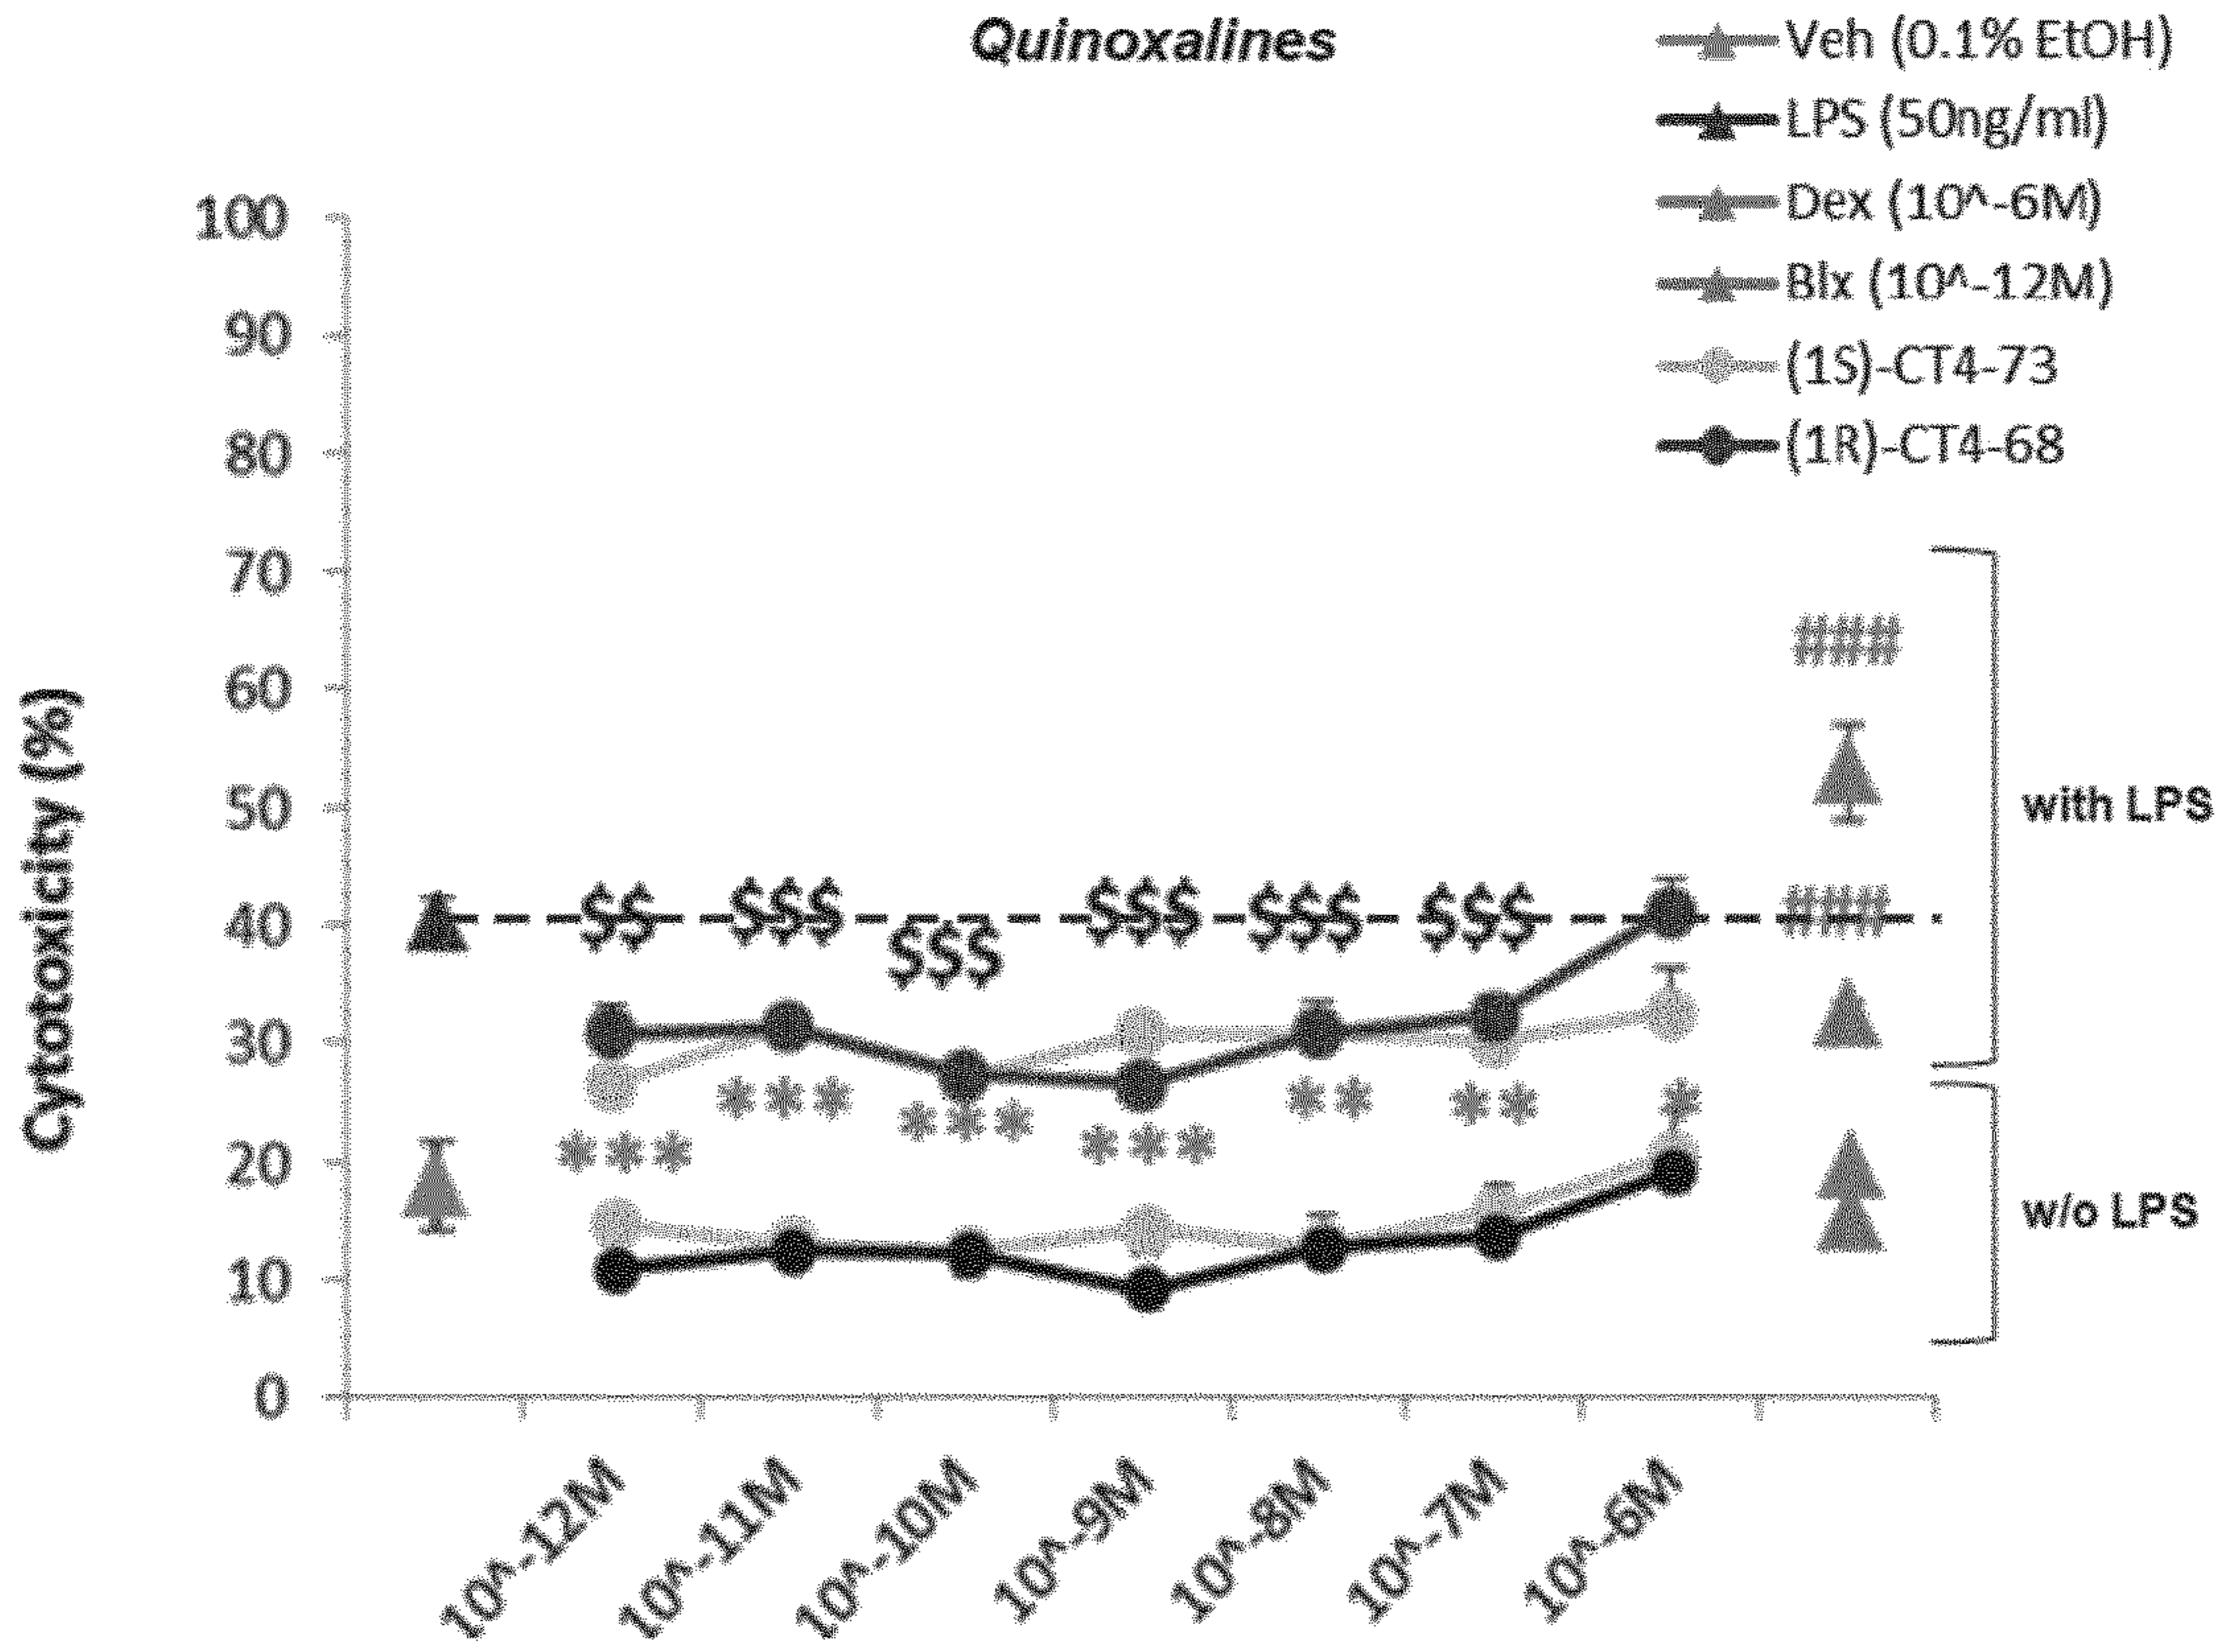 Quinoxalines
Veh (0.1% EtOH)
LPS (50ng/ml)
Dex (10^-6M)
Blx (10^-12M)
(1S)-CT4-73
(1R)-CT4-68
Cytotoxicity (%)
100
90
80
70
60
50
40
30
20
10
0
###
with LPS
$$ $$$ $$$ $$$ $$$ $$$ ###
*** *** *** *** ** ** *
w/o LPS
10^-12M
10^-11M
10^-10M
10^-9M
10^-8M
10^-7M
10^-6M